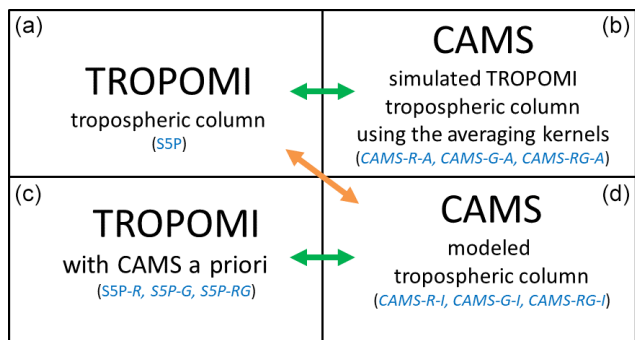 (a)
TROPOMI
tropospheric column
(S5P)
(b)
CAMS
simulated TROPOMI
tropospheric column
using the averaging kernels
(CAMS-R-A, CAMS-G-A, CAMS-RG-A)
(c)
TROPOMI
with CAMS a priori
(S5P-R, S5P-G, S5P-RG)
(d)
CAMS
modeled
tropospheric column
(CAMS-R-I, CAMS-G-I, CAMS-RG-I)